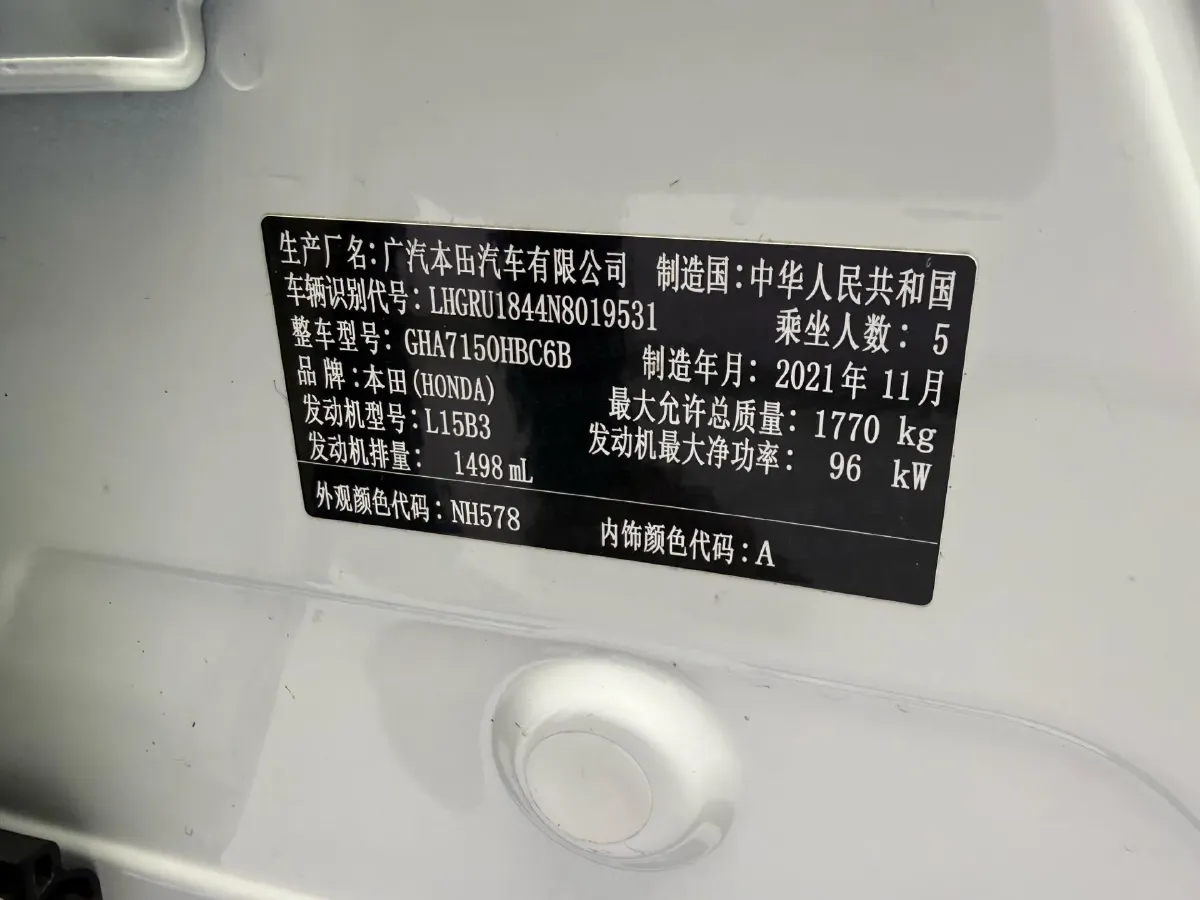 生产厂名：广汽本田汽车有限公司 制造国：中华人民共和国
车辆识别代号：LHGRU1844N8019531 乘坐人数：5
整车型号：GHA7150HBC6B 制造年月：2021年11月
品牌：本田(HONDA) 最大允许总质量：1770 kg
发动机型号：L15B3 发动机最大净功率：96 kW
发动机排量：1498 mL
外观颜色代码：NH578 内饰颜色代码：A